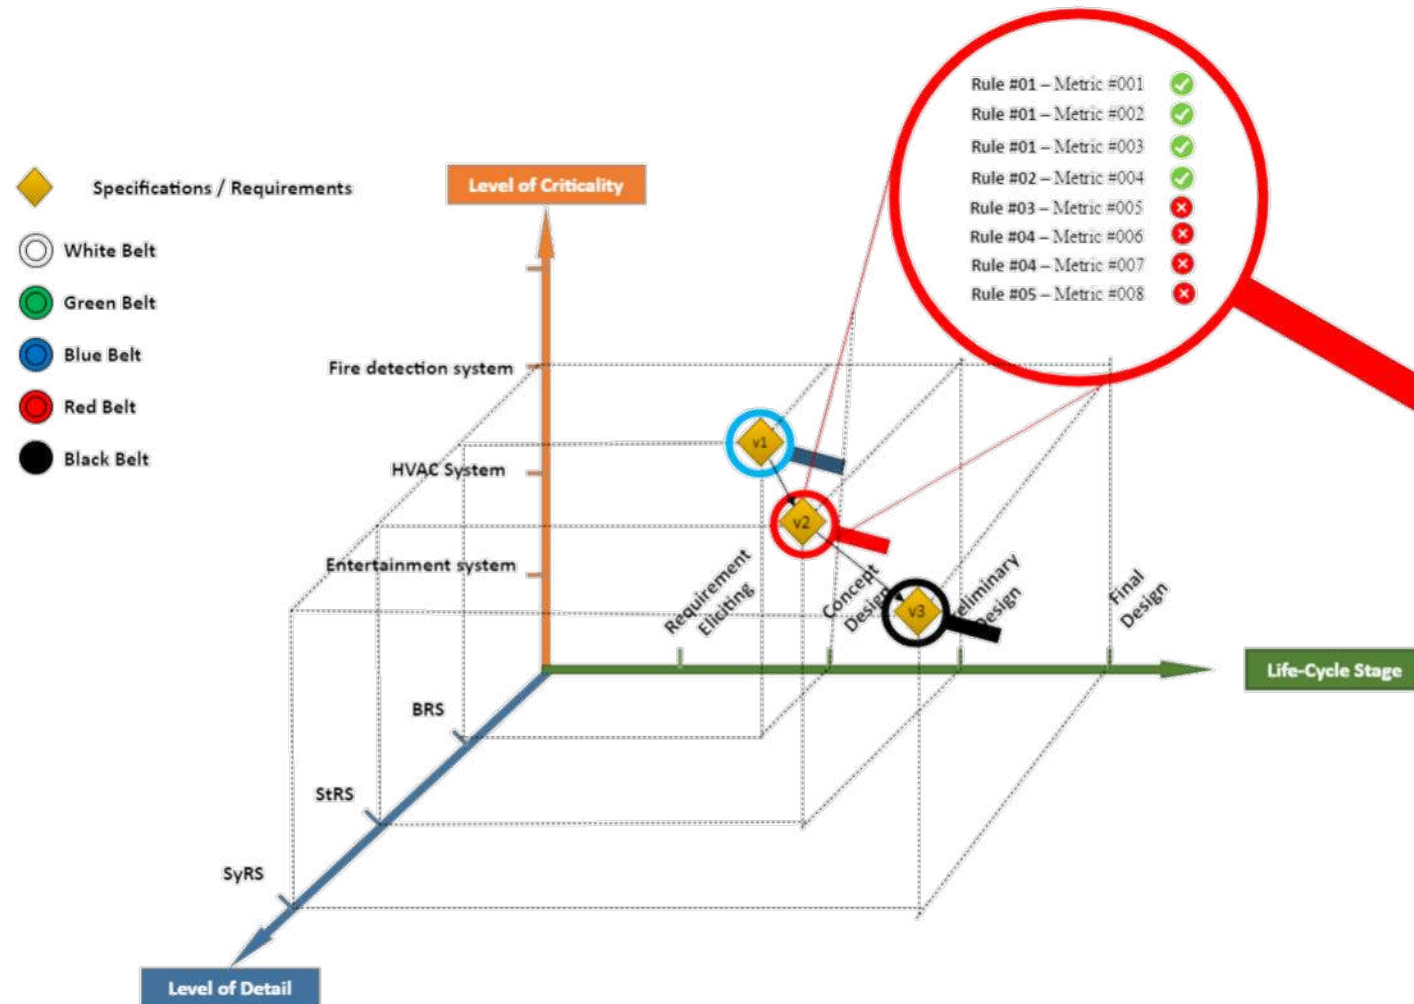 Rule #01 – Metric #001
Rule #01 – Metric #002
Rule #01 – Metric #003
Rule #02 – Metric #004
Rule #03 – Metric #005
Rule #04 – Metric #006
Rule #04 – Metric #007
Rule #05 – Metric #008
Specifications / Requirements
White Belt
Green Belt
Blue Belt
Red Belt
Black Belt
Level of Criticality
Fire detection system
HVAC System
Entertainment system
v1
v2
v3
Requirement
Eliciting
Concept
Design
Design
Final
Design
Life-Cycle Stage
BRS
StRS
SyRS
Level of Detail